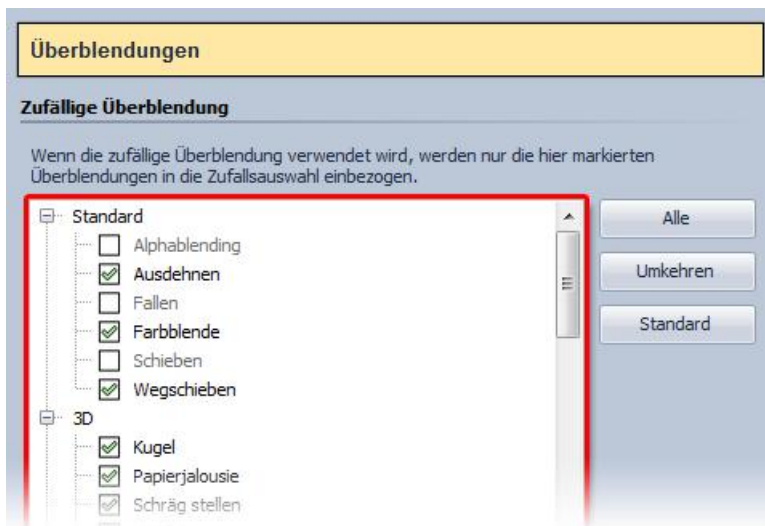 Überblendungen
Zufällige Überblendung
Wenn die zufällige Überblendung verwendet wird, werden nur die hier markierten
Überblendungen in die Zufallsauswahl einbezogen.
Standard
Alphablending
Ausdehnen
Fallen
Farbblende
Schieben
Wegschieben
3D
Kugel
Papierjalousie
Schräg stellen
Alle
Umkehren
Standard